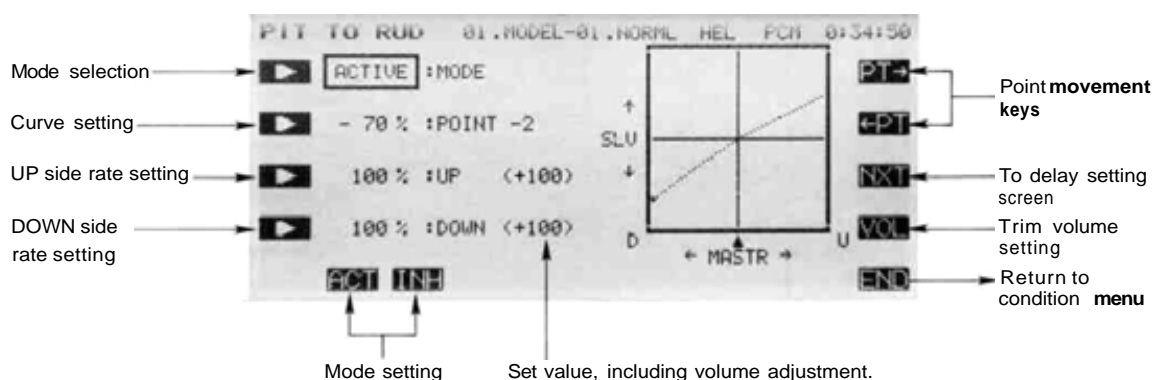 PIT TO RUD 01.MODEL-01.NORML HEL PCM 0:34:50
Mode selection
ACTIVE :MODE
PT→
Point movement
keys
Curve setting
- 70 % :POINT -2
←PT
↑
SLV
↓
UP side rate setting
100 % :UP (+100)
NXT
To delay setting
screen
DOWN side
rate setting
100 % :DOWN (+100)
VOL
Trim volume
setting
D
U
← MASTR →
ACT INH
END
Return to
condition menu
Mode setting
Set value, including volume adjustment.